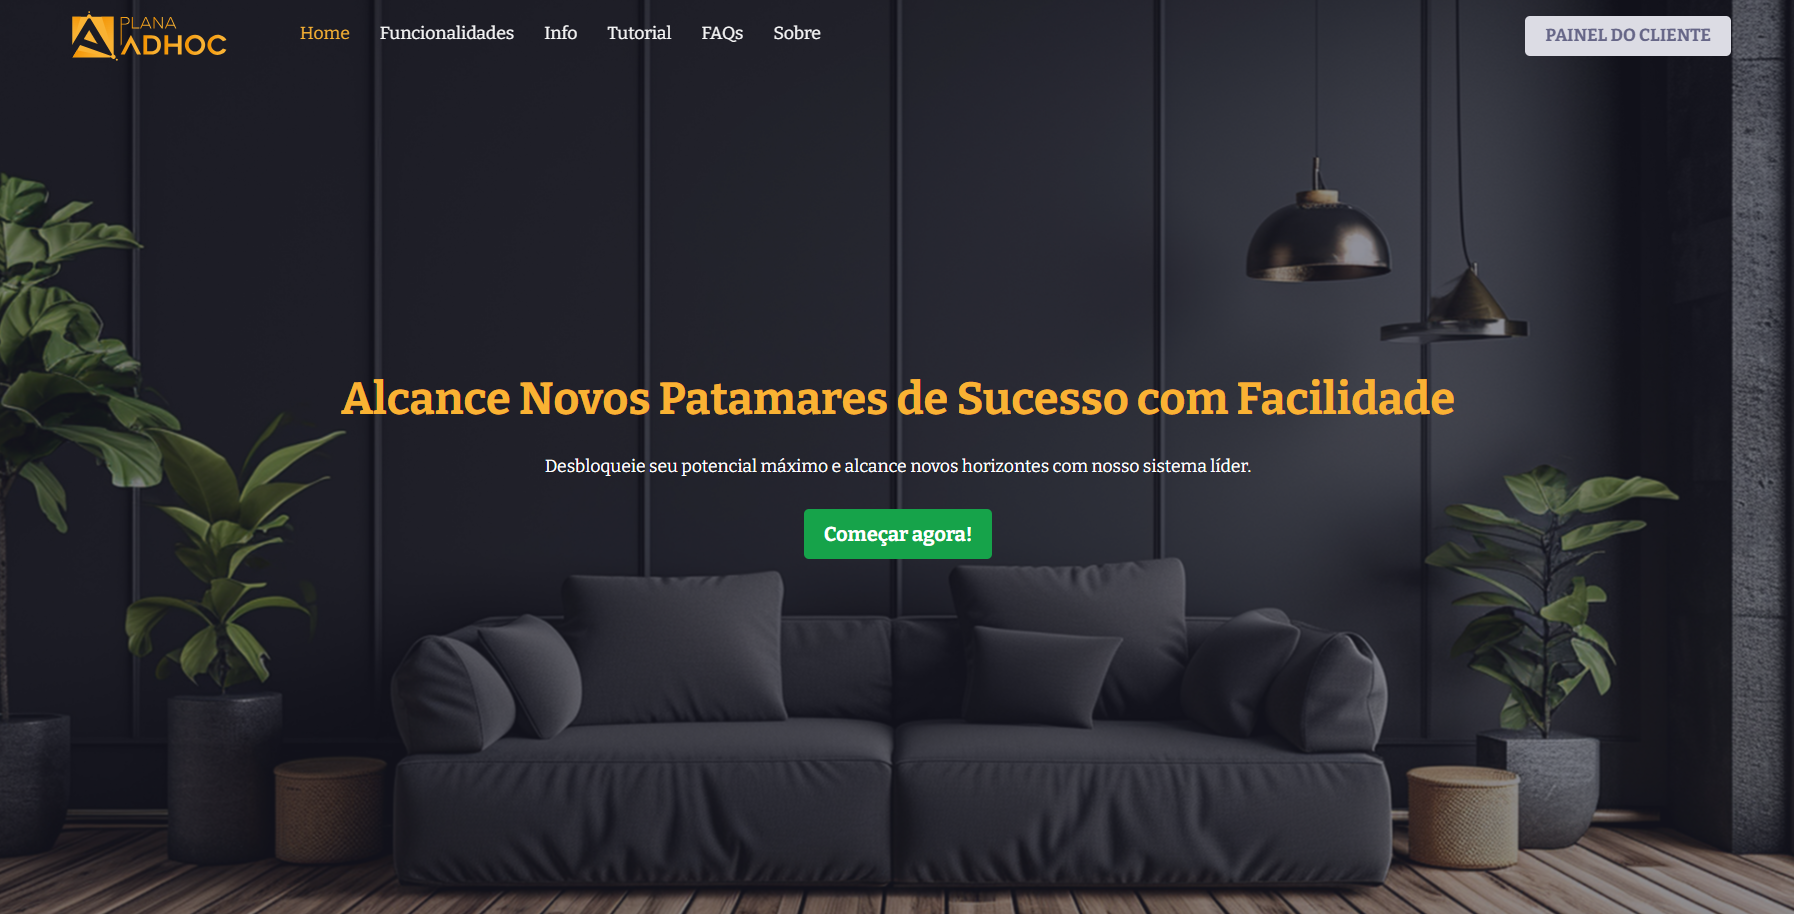 PLANA
ADHOC
Home
Funcionalidades
Info
Tutorial
FAQs
Sobre
PAINEL DO CLIENTE
Alcance Novos Patamares de Sucesso com Facilidade
Desbloqueie seu potencial máximo e alcance novos horizontes com nosso sistema líder.
Começar agora!